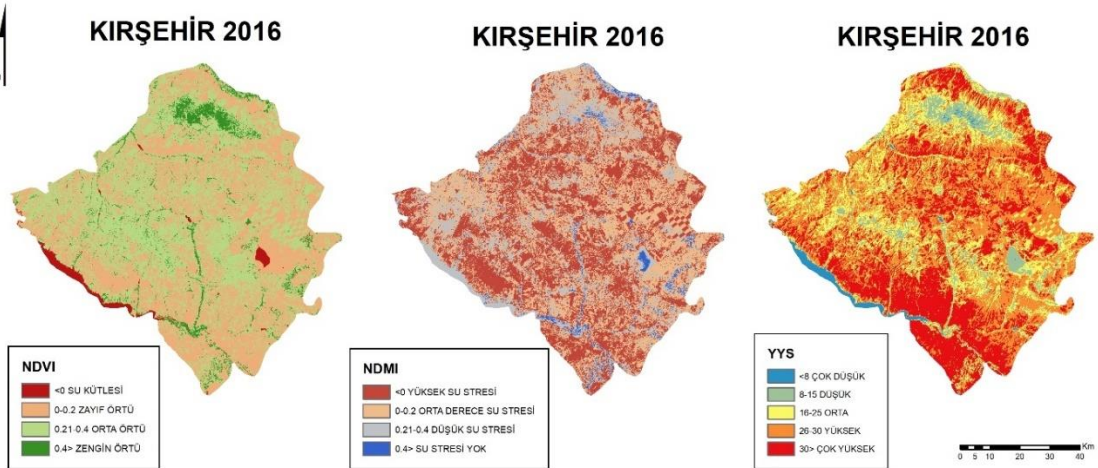 KIRŞEHİR 2016
NDVI
<0 SU KÜTLESİ
0-0.2 ZAYIF ÖRTÜ
0.21-0.4 ORTA ÖRTÜ
0.4> ZENGİN ÖRTÜ
KIRŞEHİR 2016
NDMI
<0 YÜKSEK SU STRESİ
0-0.2 ORTA DERECE SU STRESİ
0.21-0.4 DÜŞÜK SU STRESİ
0.4> SU STRESİ YOK
KIRŞEHİR 2016
YYS
<8 ÇOK DÜŞÜK
8-15 DÜŞÜK
16-25 ORTA
26-30 YÜKSEK
30> ÇOK YÜKSEK
0 5 10 20 30 40 Km